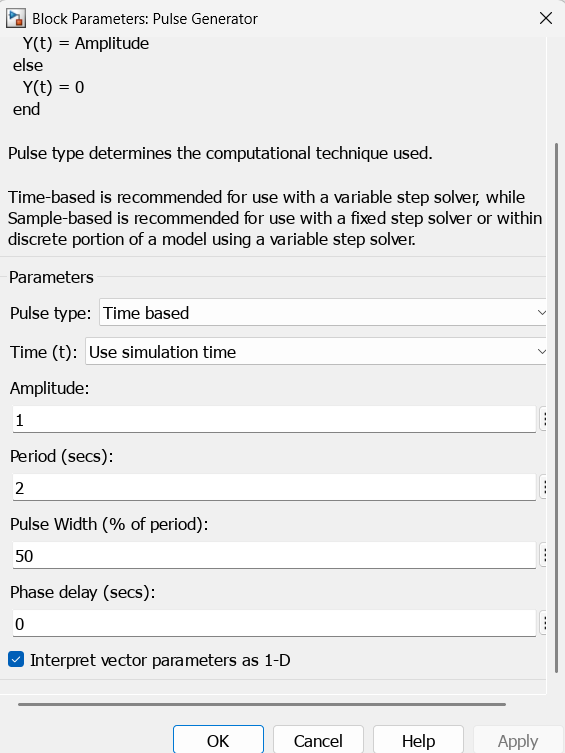 Block Parameters: Pulse Generator
Y(t) = Amplitude
else
Y(t) = 0
end
Pulse type determines the computational technique used.
Time-based is recommended for use with a variable step solver, while
Sample-based is recommended for use with a fixed step solver or within
discrete portion of a model using a variable step solver.
Parameters
Pulse type: Time based
Time (t): Use simulation time
Amplitude:
1
Period (secs):
2
Pulse Width (% of period):
50
Phase delay (secs):
0
Interpret vector parameters as 1-D
OK Cancel Help Apply